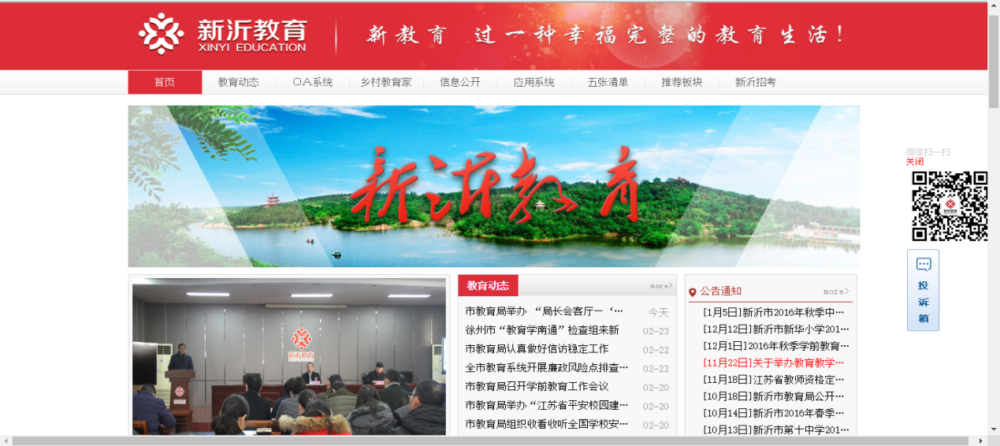 新沂教育
XINYI EDUCATION
新教育 过一种幸福完整的教育生活!
首页 教育动态 OA系统 乡村教育家 信息公开 应用系统 五张清单 推荐板块 新沂招考
新沂教育
微信扫一扫
关闭
投诉箱
新沂教育
教育动态 more>
市教育局举办 “局长会客厅－‘… 今天
徐州市“教育学南通”检查组来新 02-23
市教育局认真做好信访稳定工作 02-22
全市教育系统开展廉政风险点排查… 02-22
市教育局召开学前教育工作会议 02-20
市教育局举办“江苏省平安校园建… 02-20
市教育局组织收看收听全国学校安… 02-20
公告通知 more>
[1月5日]新沂市2016年秋季中…
[12月12日]新沂市新华小学201…
[12月1日]2016年秋季学前教育…
[11月22日]关于举办教育教学…
[11月18日]江苏省教师资格定…
[10月18日]新沂市教育局公开…
[10月14日]新沂市2016年春季…
[10月13日]新沂市第十中学201…